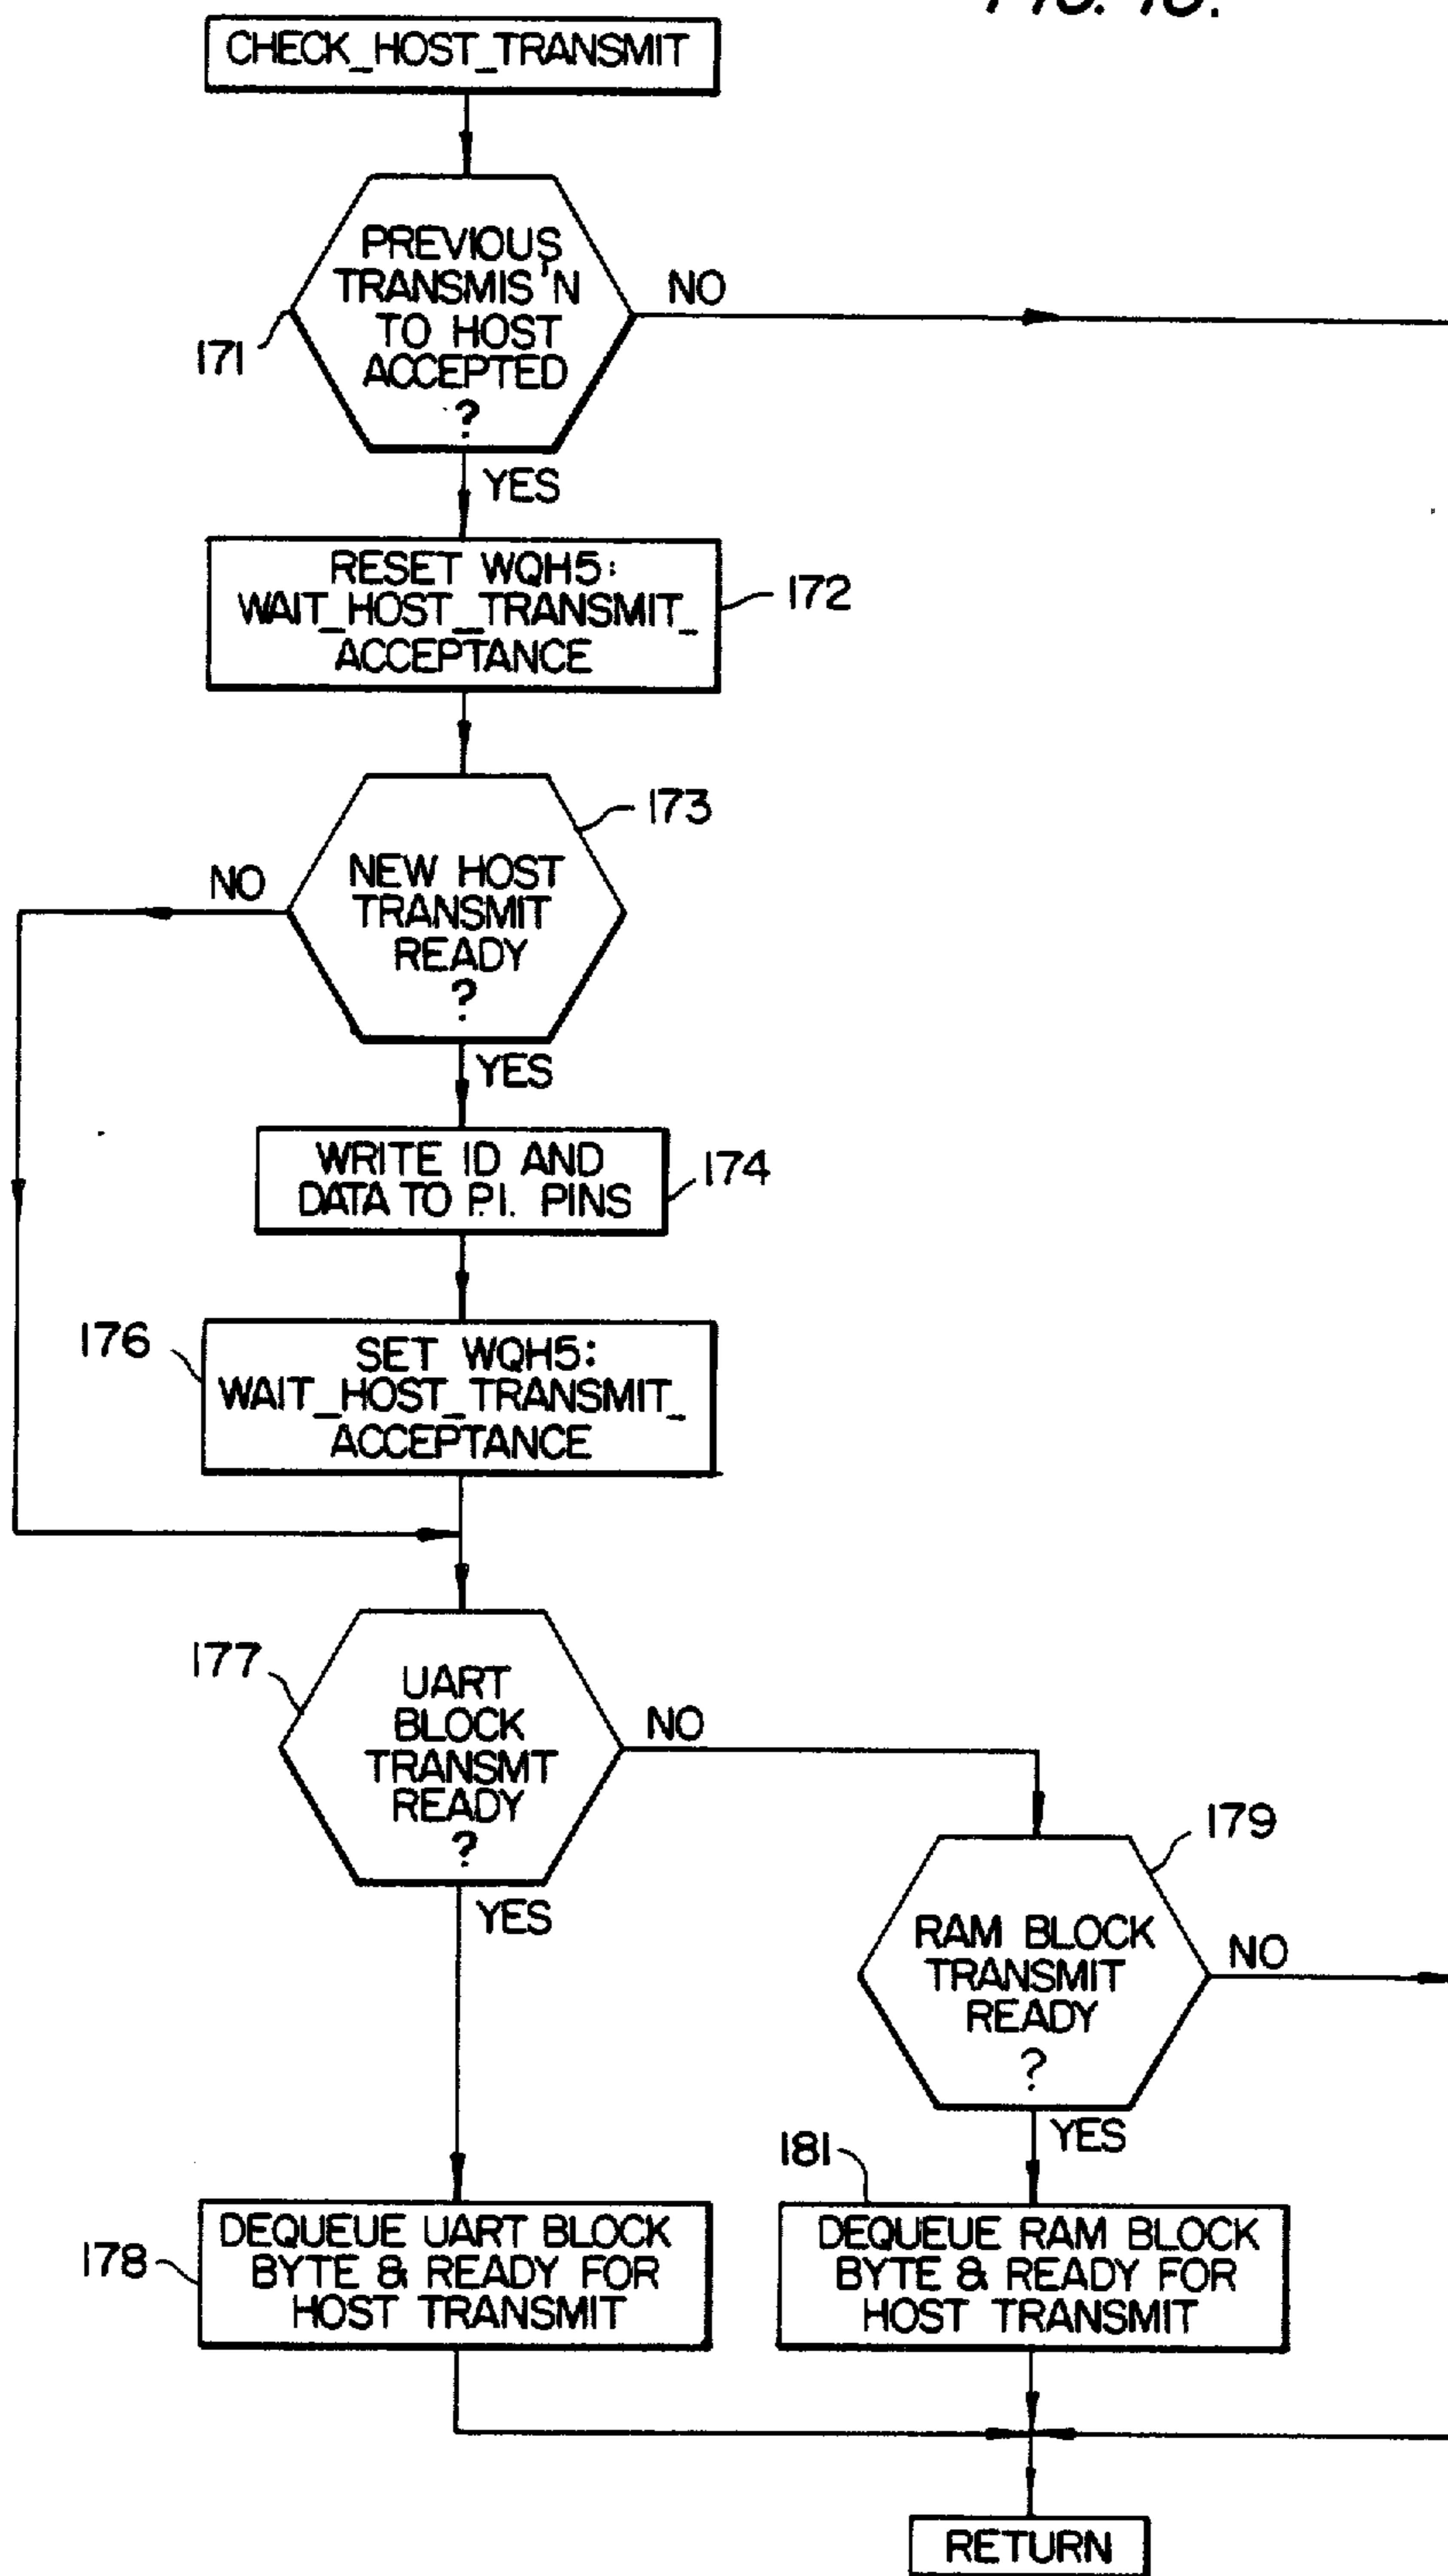 CHECK_HOST_TRANSMIT
PREVIOUS
TRANSMIS'N
TO HOST
ACCEPTED
?
NO
171
YES
RESET WQH5:
WAIT_HOST_TRANSMIT_
ACCEPTANCE
172
173
NEW HOST
TRANSMIT
READY
?
NO
YES
WRITE ID AND
DATA TO P.I. PINS
174
176
SET WQH5:
WAIT_HOST_TRANSMIT_
ACCEPTANCE
177
UART
BLOCK
TRANSMT
READY
?
NO
YES
179
RAM BLOCK
TRANSMIT
READY
?
NO
YES
181
DEQUEUE UART BLOCK
BYTE & READY FOR
HOST TRANSMIT
178
DEQUEUE RAM BLOCK
BYTE & READY FOR
HOST TRANSMIT
RETURN